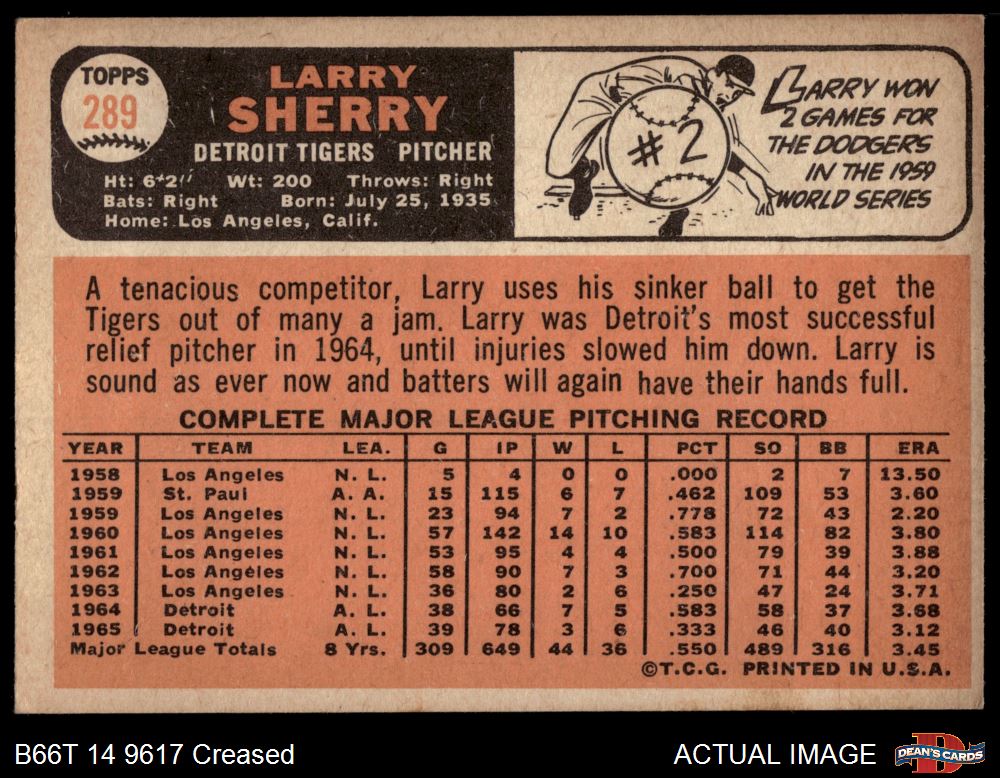 TOPPS
289
LARRY
SHERRY
DETROIT TIGERS PITCHER
Ht: 6'2" Wt: 200 Throws: Right
Bats: Right Born: July 25, 1935
Home: Los Angeles, Calif.
#2
LARRY WON
2 GAMES FOR
THE DODGERS
IN THE 1959
WORLD SERIES
A tenacious competitor, Larry uses his sinker ball to get the
Tigers out of many a jam. Larry was Detroit's most successful
relief pitcher in 1964, until injuries slowed him down. Larry is
sound as ever now and batters will again have their hands full.
COMPLETE MAJOR LEAGUE PITCHING RECORD
YEAR TEAM LEA. G IP W L PCT SO BB ERA
1958 Los Angeles N. L. 5 4 0 0 .000 2 7 13.50
1959 St. Paul A. A. 15 115 6 7 .462 109 53 3.60
1959 Los Angeles N. L. 23 94 7 2 .778 72 43 2.20
1960 Los Angeles N. L. 57 142 14 10 .583 114 82 3.80
1961 Los Angeles N. L. 53 95 4 4 .500 79 39 3.88
1962 Los Angeles N. L. 58 90 7 3 .700 71 44 3.20
1963 Los Angeles N. L. 36 80 2 6 .250 47 24 3.71
1964 Detroit A. L. 38 66 7 5 .583 58 37 3.68
1965 Detroit A. L. 39 78 3 6 .333 46 40 3.12
Major League Totals 8 Yrs. 309 649 44 36 .550 489 316 3.45
©T.C.G. PRINTED IN U.S.A.
B66T 14 9617 Creased
ACTUAL IMAGE
DEAN'S CARDS